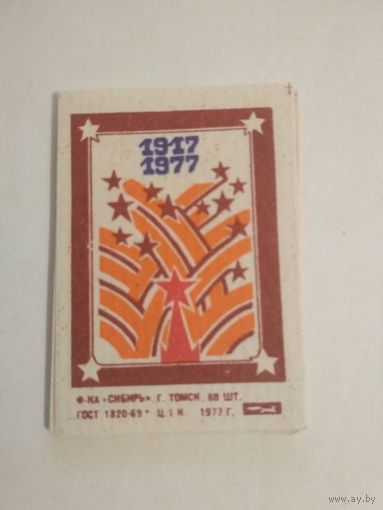 1917
1977
Ф-КА «СИБИРЬ», Г. ТОМСК. 60 ШТ.
ГОСТ 1820-69* Ц. 1 К. 1977 Г.
www.ay.by